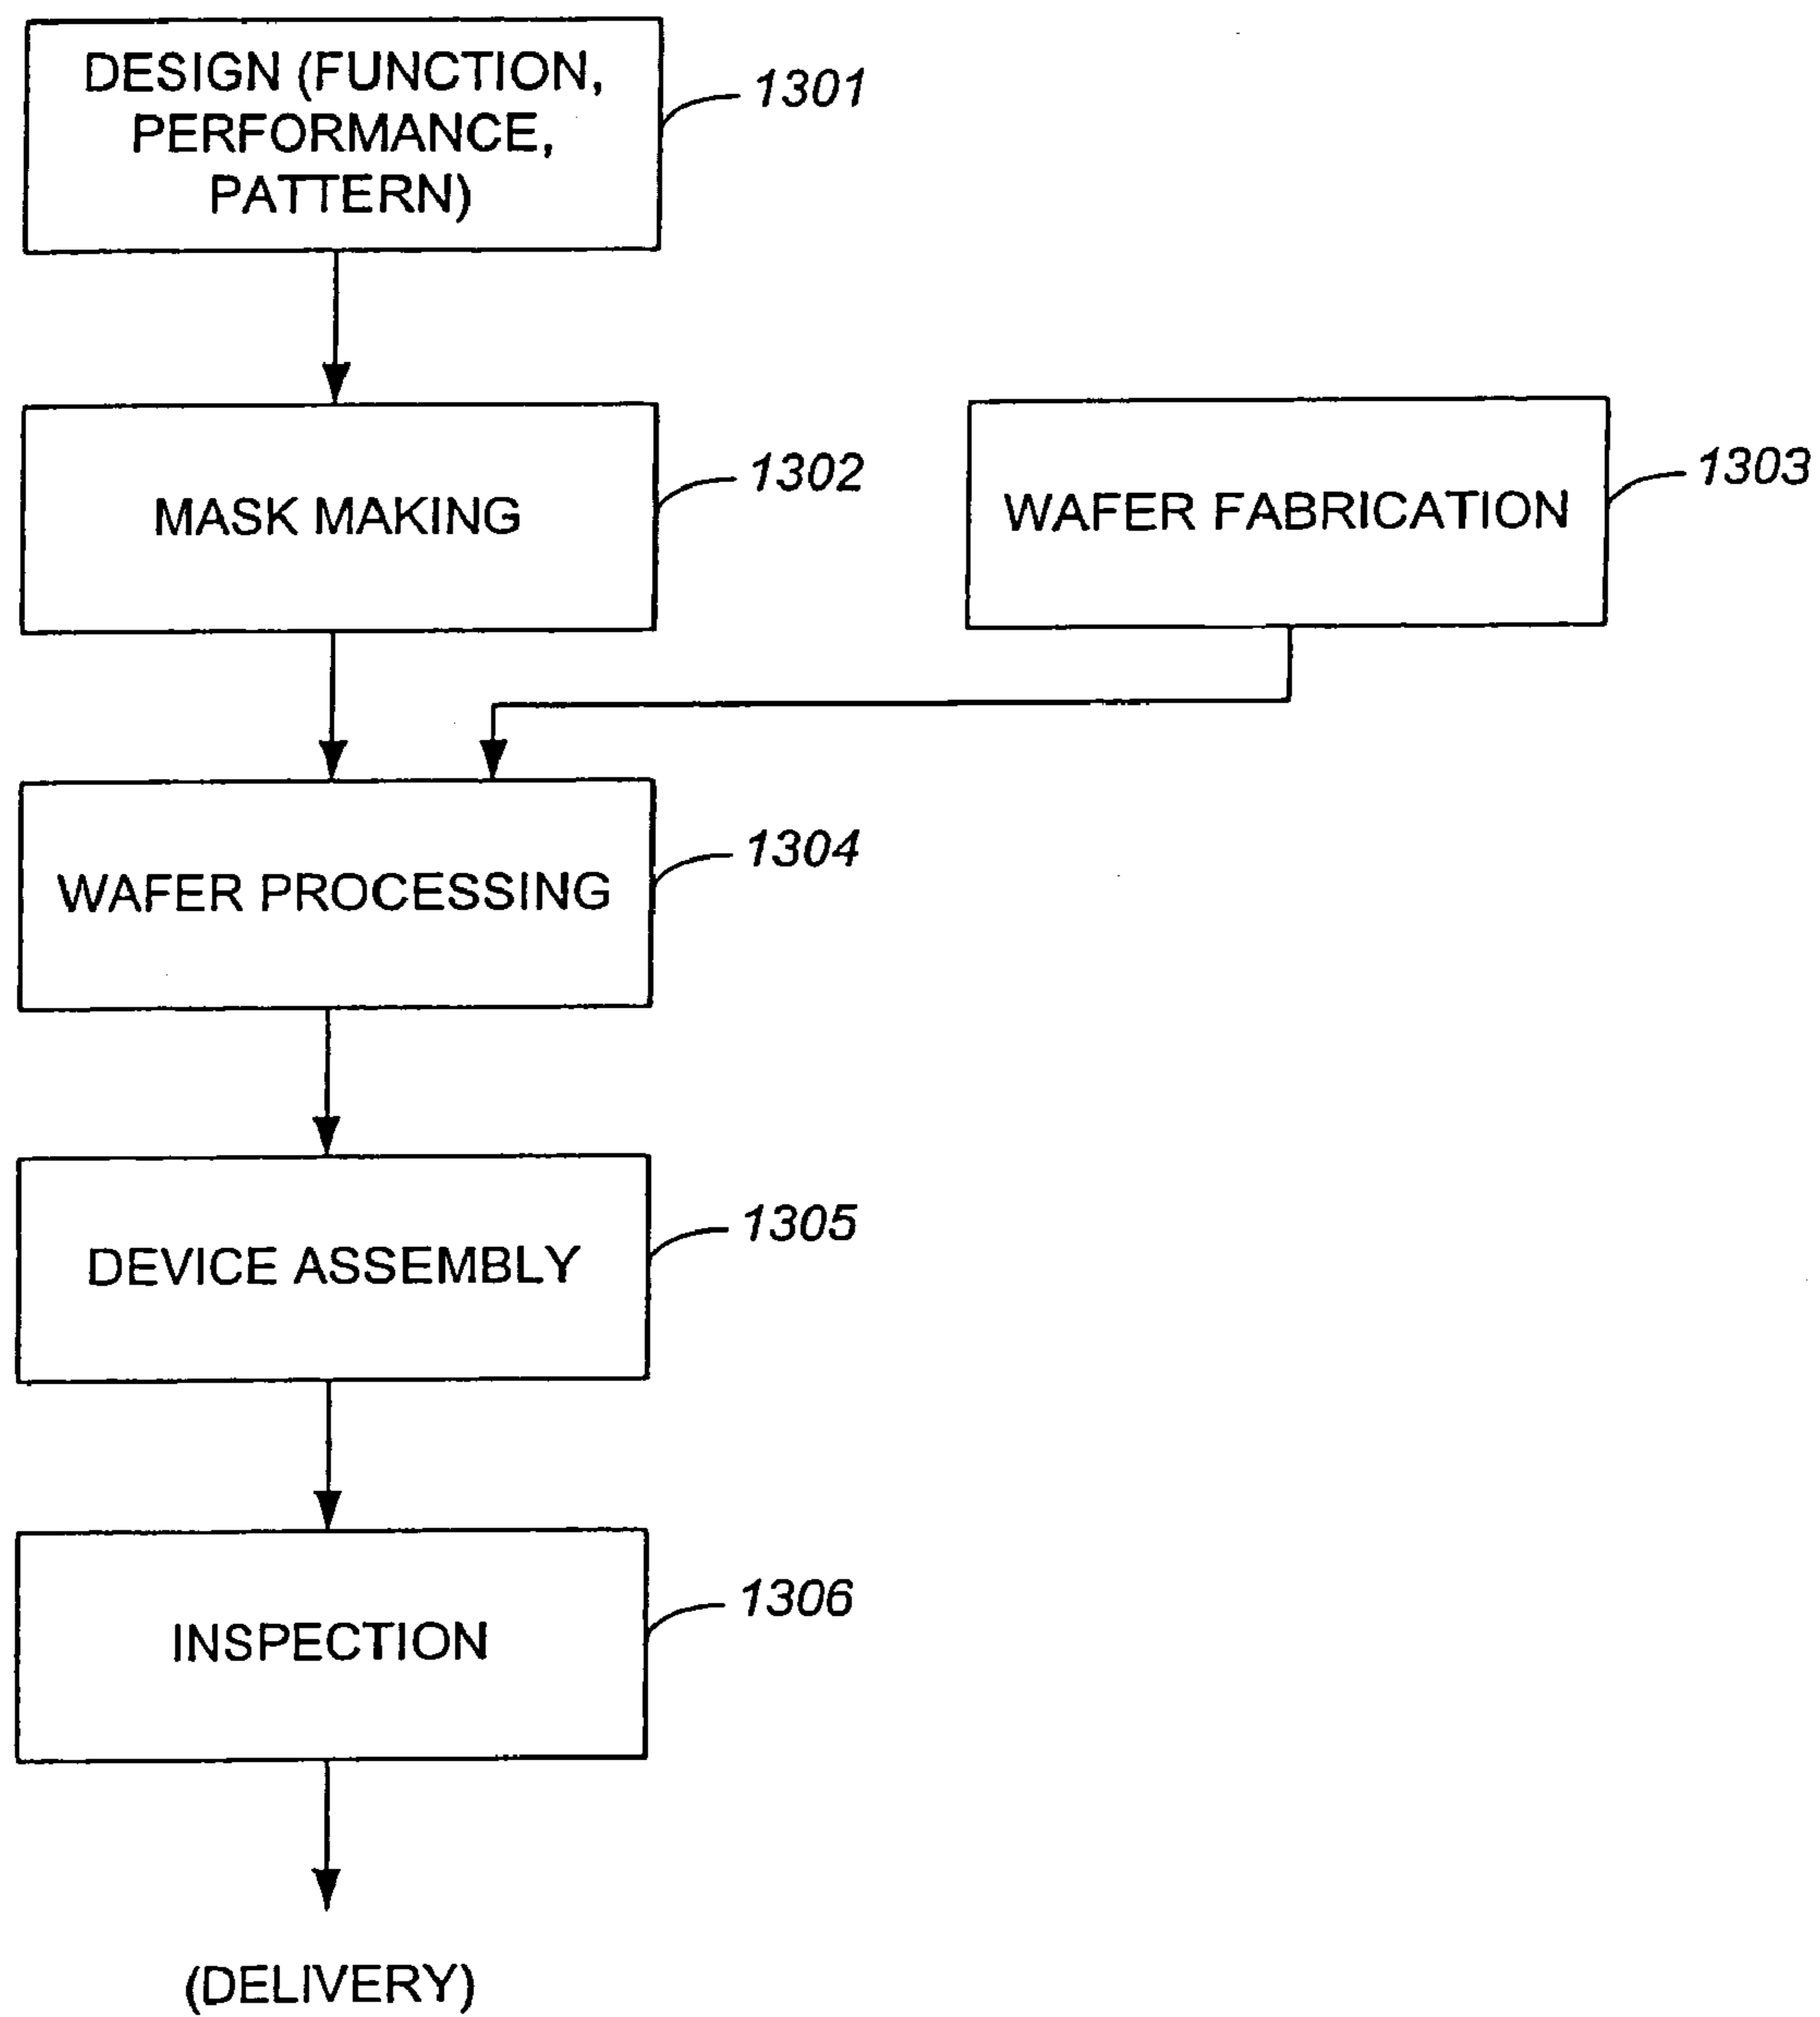 DESIGN (FUNCTION,
PERFORMANCE,
PATTERN)
1301
MASK MAKING
1302
WAFER FABRICATION
1303
WAFER PROCESSING
1304
DEVICE ASSEMBLY
1305
INSPECTION
1306
(DELIVERY)